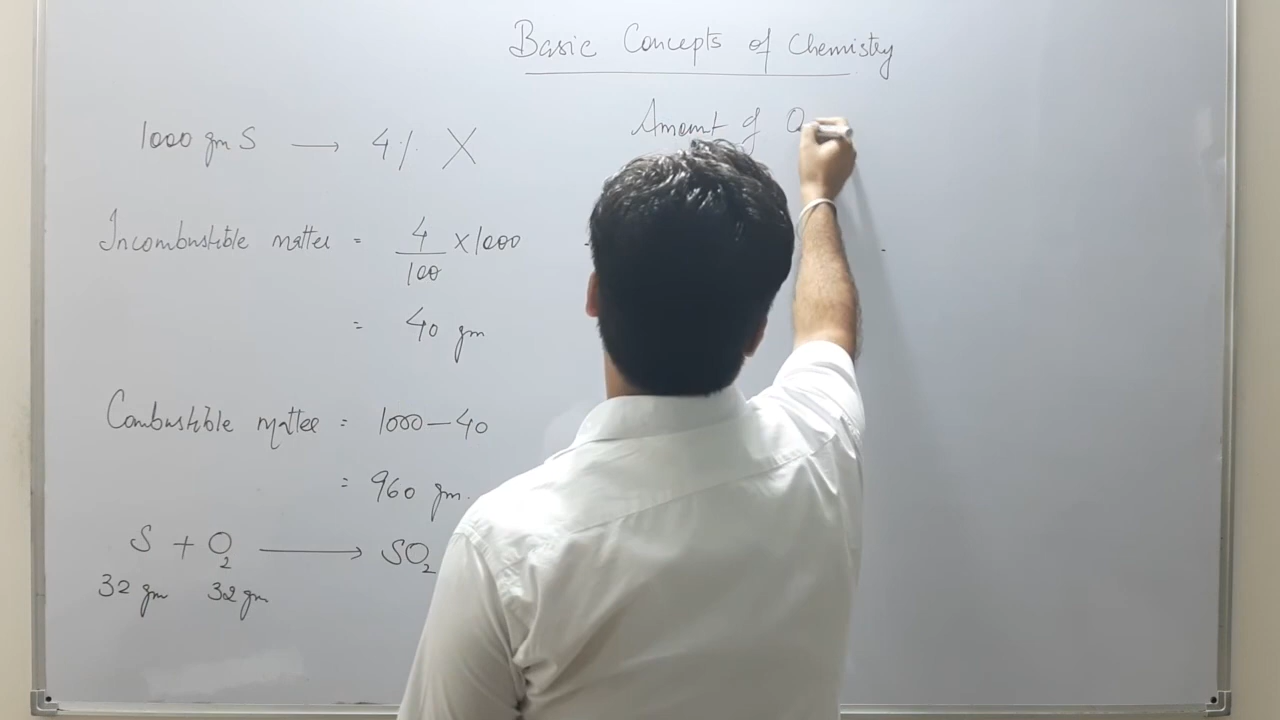 Basic Concepts of Chemistry
1000 gm S → 4% X
Incombustible matter = 4/100 × 1000
= 40 gm
Combustible matter = 1000 — 40
= 960 gm.
S + O₂ → SO₂
32 gm 32 gm
Amount of O